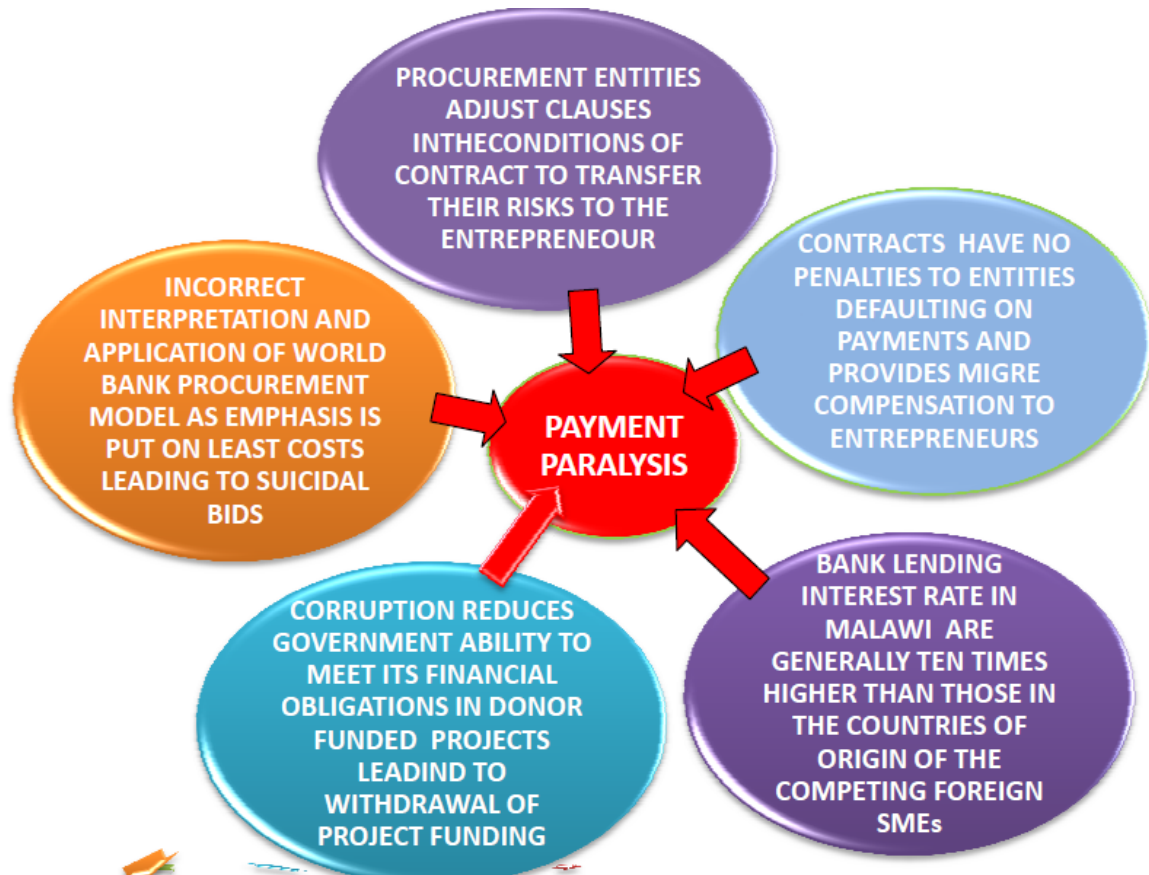 PROCUREMENT ENTITIES
ADJUST CLAUSES
INTHECONDITIONS OF
CONTRACT TO TRANSFER
THEIR RISKS TO THE
ENTREPRENEOUR
CONTRACTS HAVE NO
PENALTIES TO ENTITIES
DEFAULTING ON
PAYMENTS AND
PROVIDES MIGRE
COMPENSATION TO
ENTREPRENEURS
INCORRECT
INTERPRETATION AND
APPLICATION OF WORLD
BANK PROCUREMENT
MODEL AS EMPHASIS IS
PUT ON LEAST COSTS
LEADING TO SUICIDAL
BIDS
PAYMENT
PARALYSIS
CORRUPTION REDUCES
GOVERNMENT ABILITY TO
MEET ITS FINANCIAL
OBLIGATIONS IN DONOR
FUNDED PROJECTS
LEADIND TO
WITHDRAWAL OF
PROJECT FUNDING
BANK LENDING
INTEREST RATE IN
MALAWI ARE
GENERALLY TEN TIMES
HIGHER THAN THOSE IN
THE COUNTRIES OF
ORIGIN OF THE
COMPETING FOREIGN
SMEs